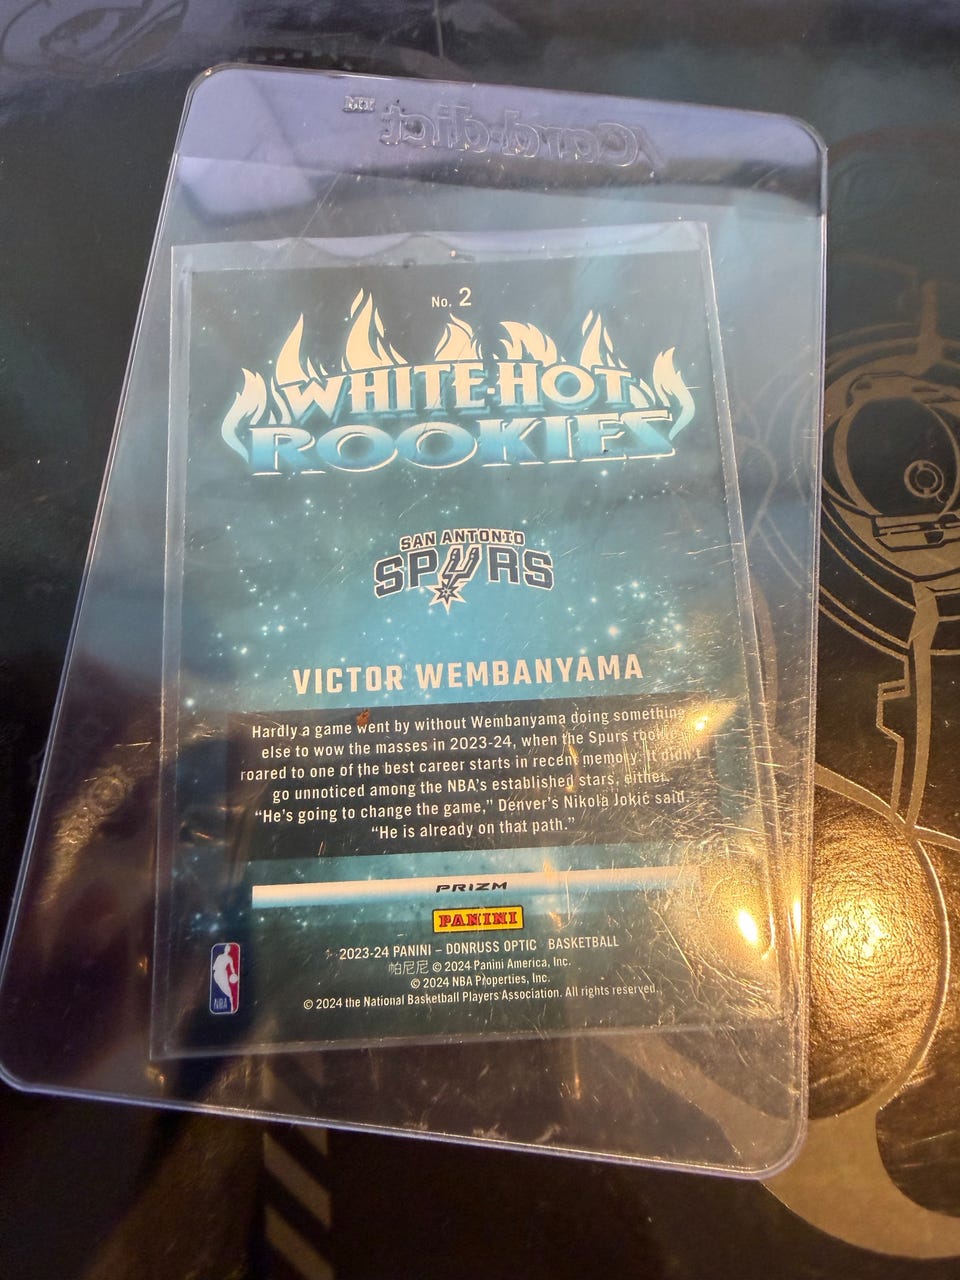 Card·dict TM
No. 2
WHITE-HOT
ROOKIES
SAN ANTONIO
SPURS
VICTOR WEMBANYAMA
Hardly a game went by without Wembanyama doing something
else to wow the masses in 2023-24, when the Spurs rookie
roared to one of the best career starts in recent memory. It didn't
go unnoticed among the NBA's established stars, either.
“He's going to change the game,” Denver's Nikola Jokić said.
“He is already on that path.”
PRIZM
PANINI
2023-24 PANINI – DONRUSS OPTIC BASKETBALL
帕尼尼 © 2024 Panini America, Inc.
© 2024 NBA Properties, Inc.
© 2024 the National Basketball Players Association. All rights reserved.
NBA